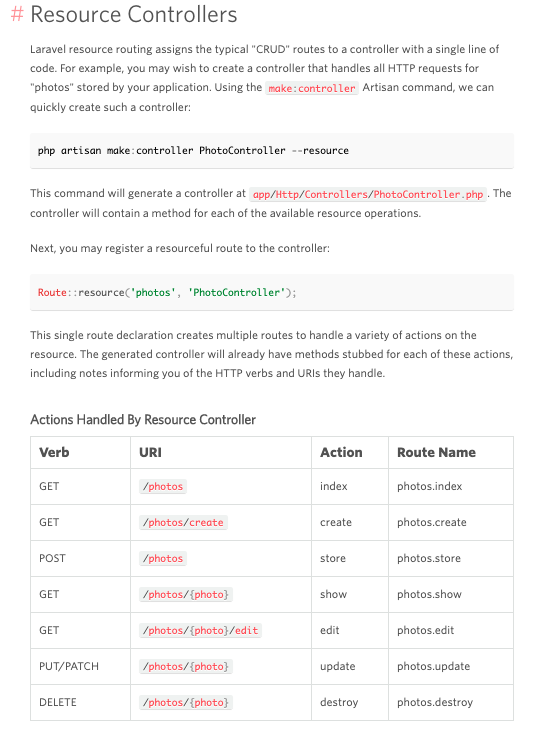 # Resource Controllers
Laravel resource routing assigns the typical "CRUD" routes to a controller with a single line of
code. For example, you may wish to create a controller that handles all HTTP requests for
"photos" stored by your application. Using the make:controller Artisan command, we can
quickly create such a controller:
php artisan make:controller PhotoController --resource
This command will generate a controller at app/Http/Controllers/PhotoController.php . The
controller will contain a method for each of the available resource operations.
Next, you may register a resourceful route to the controller:
Route::resource('photos', 'PhotoController');
This single route declaration creates multiple routes to handle a variety of actions on the
resource. The generated controller will already have methods stubbed for each of these actions,
including notes informing you of the HTTP verbs and URIs they handle.
Actions Handled By Resource Controller
Verb URI Action Route Name
GET /photos index photos.index
GET /photos/create create photos.create
POST /photos store photos.store
GET /photos/{photo} show photos.show
GET /photos/{photo}/edit edit photos.edit
PUT/PATCH /photos/{photo} update photos.update
DELETE /photos/{photo} destroy photos.destroy